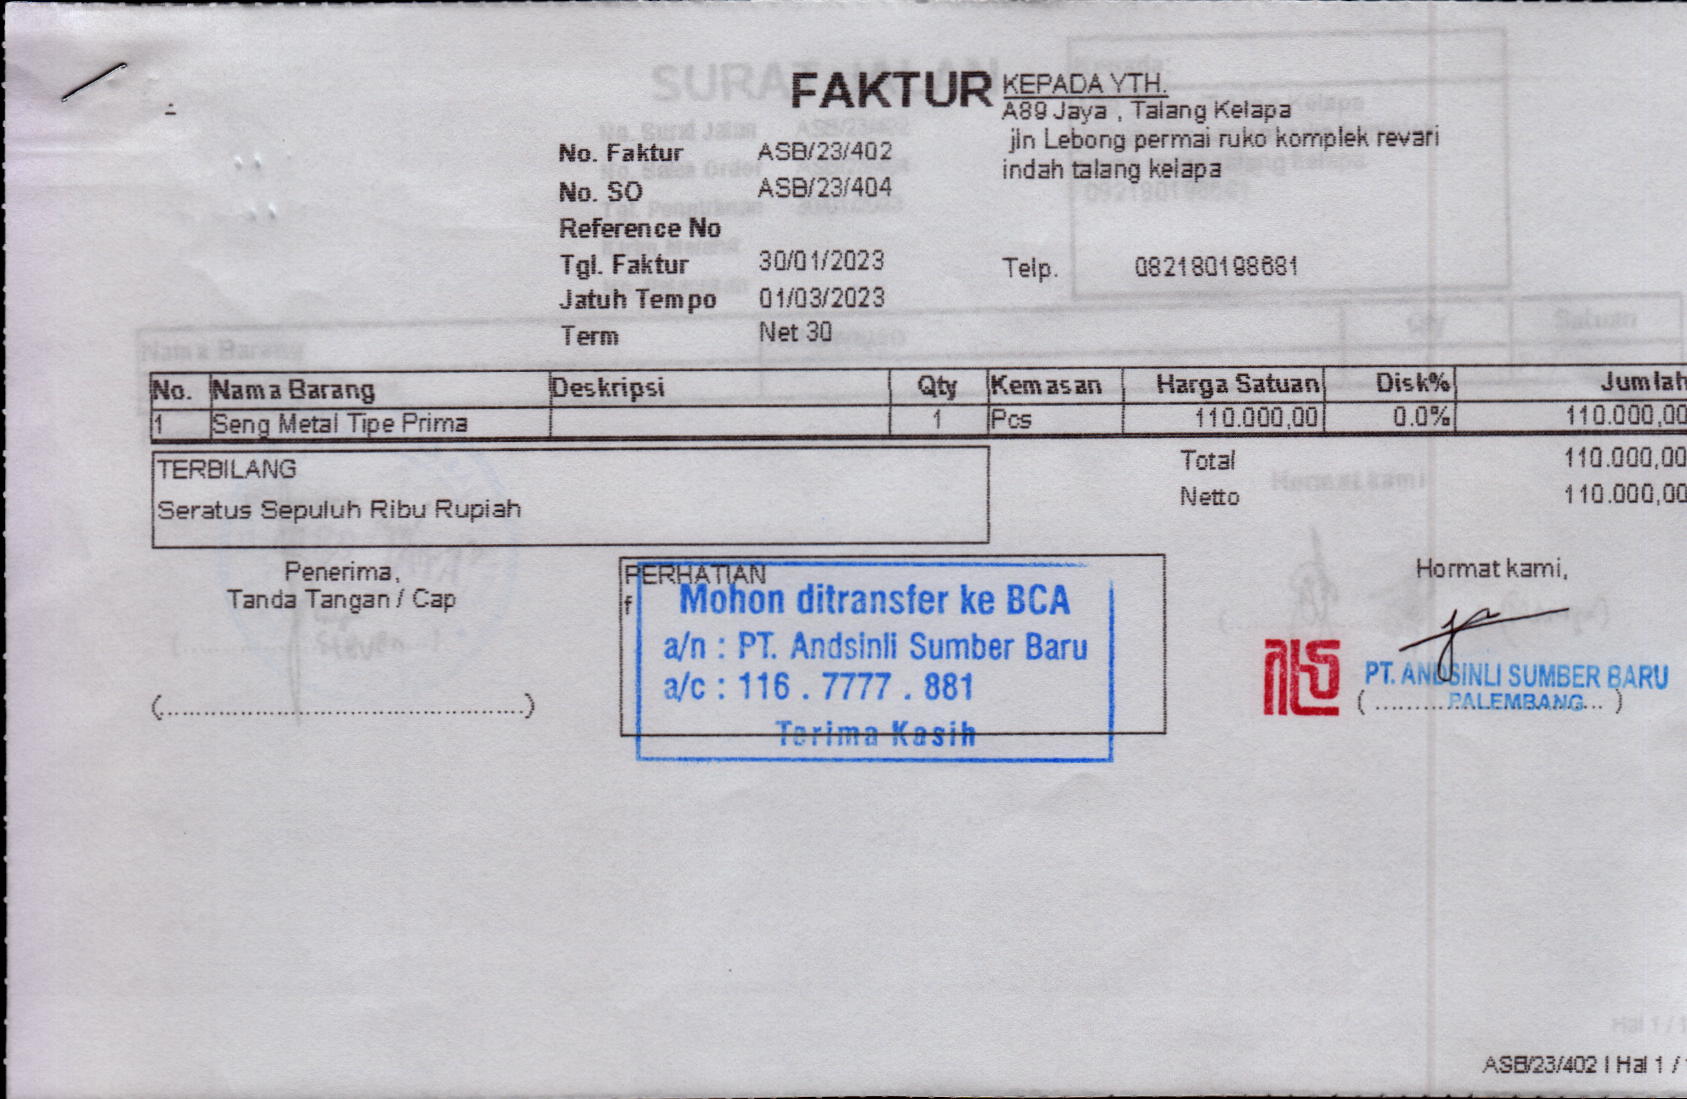 FAKTUR
KEPADA YTH.
A89 Jaya , Talang Kelapa
jln Lebong permai ruko komplek revari
indah talang kelapa
No. Faktur ASB/23/402
No. SO ASB/23/404
Reference No
Tgl. Faktur 30/01/2023
Telp. 082180198681
Jatuh Tempo 01/03/2023
Term Net 30
No. Nama Barang Deskripsi Qty Kemasan Harga Satuan Disk% Jumlah
1 Seng Metal Tipe Prima 1 Pcs 110.000,00 0.0% 110.000,00
TERBILANG
Seratus Sepuluh Ribu Rupiah
Total 110.000,00
Netto 110.000,00
Penerima,
Tanda Tangan / Cap
(............................................)
PERHATIAN
f
Mohon ditransfer ke BCA
a/n : PT. Andsinli Sumber Baru
a/c : 116 . 7777 . 881
Terima Kasih
Hormat kami,
PT. ANDSINLI SUMBER BARU
PALEMBANG
ASB/23/402 | Hal 1 /